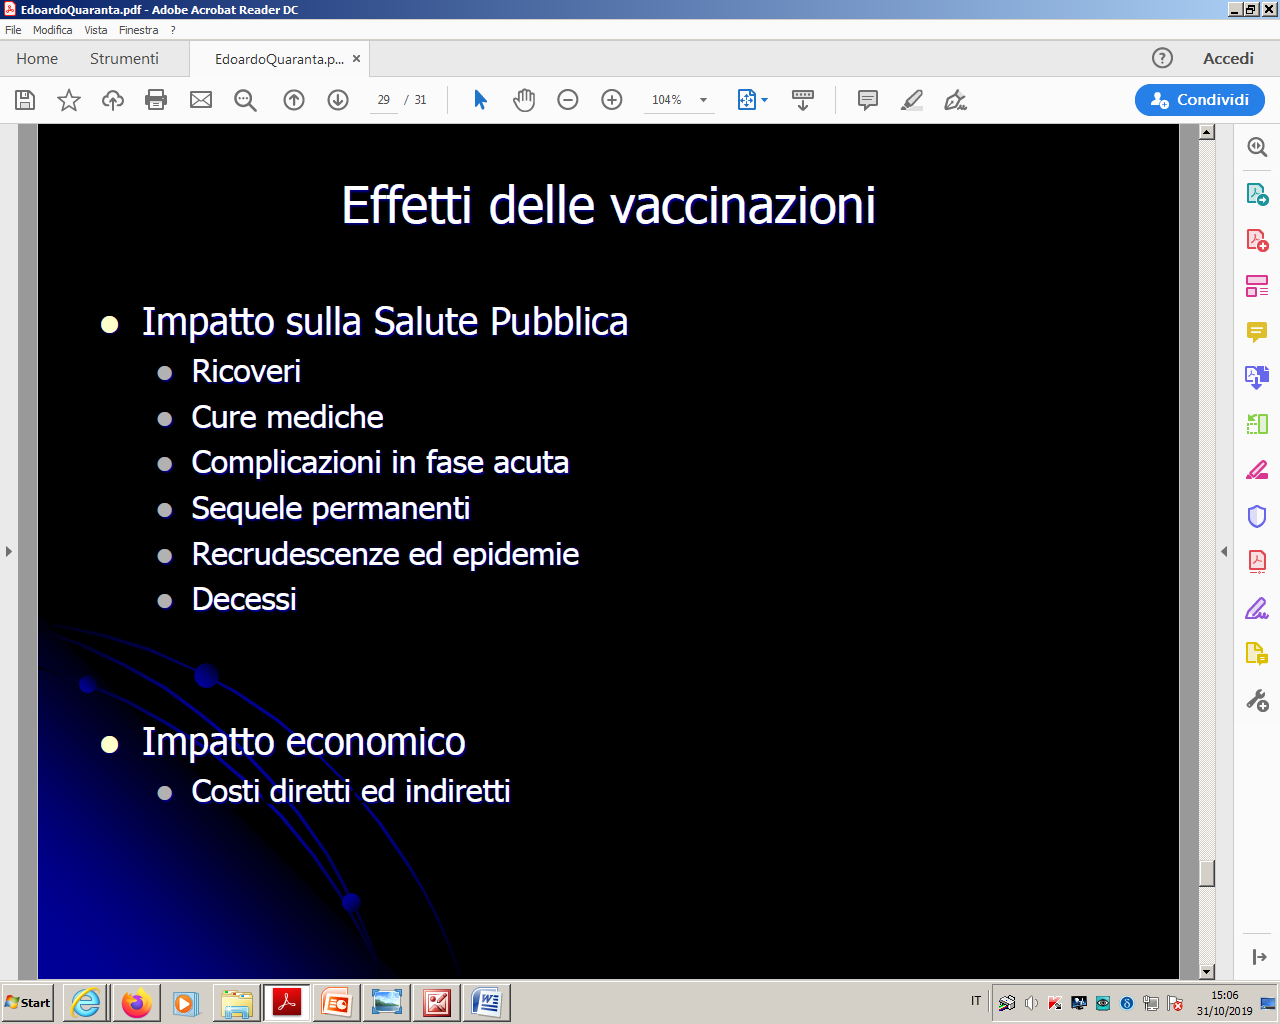 EdoardoQuaranta.pdf - Adobe Acrobat Reader DC
File Modifica Vista Finestra ?
Home Strumenti EdoardoQuaranta.p... × ? Accedi
29 / 31 104% Condividi
Effetti delle vaccinazioni
Impatto sulla Salute Pubblica
Ricoveri
Cure mediche
Complicazioni in fase acuta
Sequele permanenti
Recrudescenze ed epidemie
Decessi
Impatto economico
Costi diretti ed indiretti
Start IT 15:06
31/10/2019